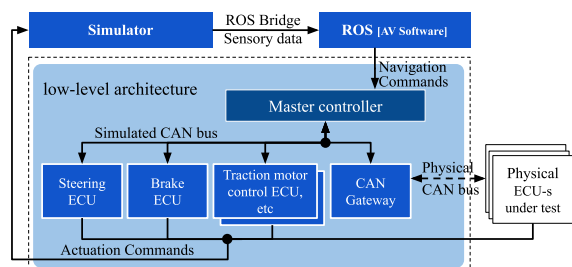 Simulator
ROS Bridge
Sensory data
ROS [AV Software]
Navigation
Commands
low-level architecture
Master controller
Simulated CAN bus
Steering
ECU
Brake
ECU
Traction motor
control ECU,
etc
CAN
Gateway
Physical
CAN bus
Physical
ECU-s
under test
Actuation Commands